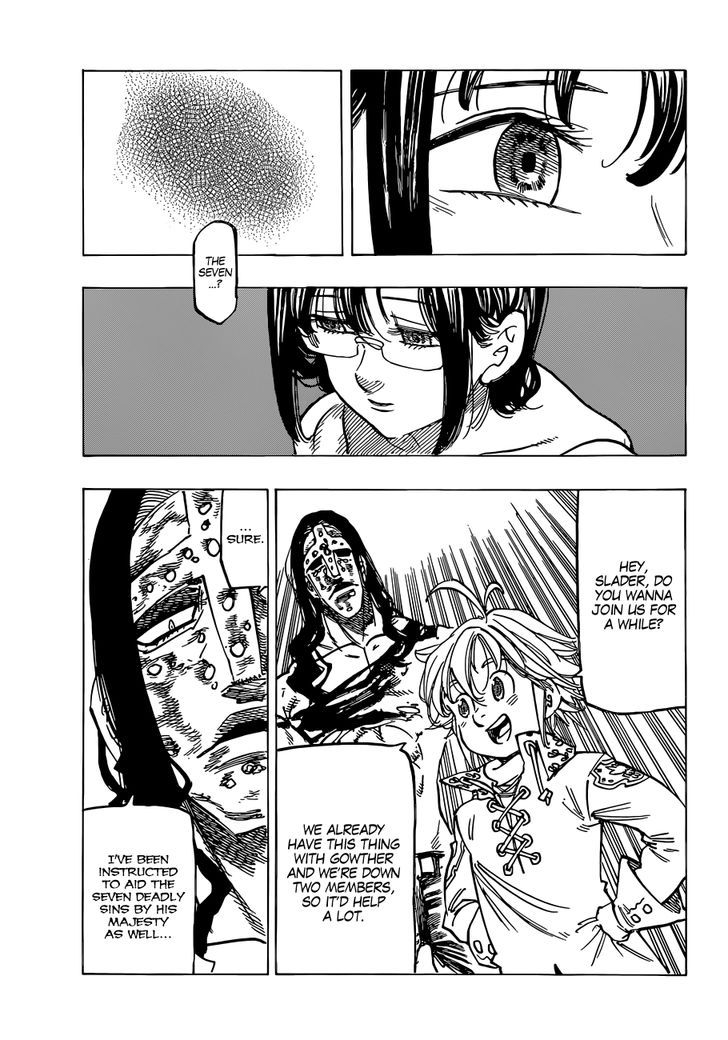 THE
SEVEN
...?
HEY,
SLADER, DO
YOU WANNA
JOIN US FOR
A WHILE?
WE ALREADY
HAVE THIS THING
WITH GOWTHER
AND WE'RE DOWN
TWO MEMBERS,
SO IT'D HELP
A LOT.
...
SURE.
I'VE BEEN
INSTRUCTED
TO AID THE
SEVEN DEADLY
SINS BY HIS
MAJESTY
AS WELL...